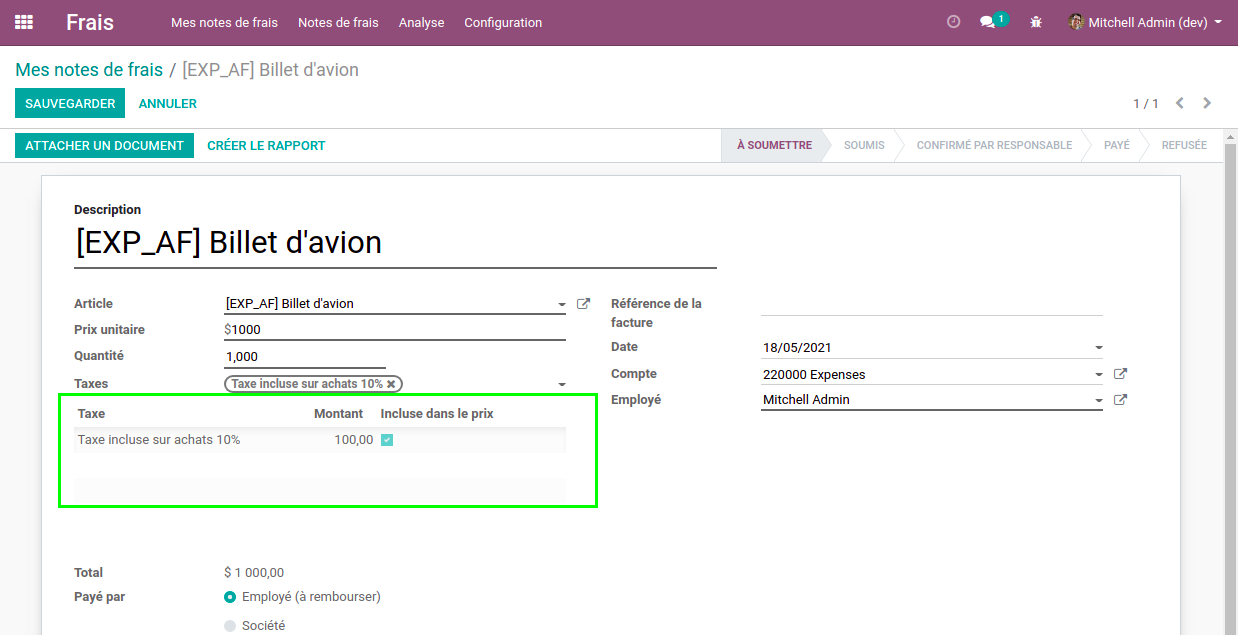 Frais Mes notes de frais Notes de frais Analyse Configuration 1 Mitchell Admin (dev)
Mes notes de frais / [EXP_AF] Billet d'avion
SAUVEGARDER ANNULER 1 / 1
ATTACHER UN DOCUMENT CRÉER LE RAPPORT À SOUMETTRE SOUMIS CONFIRMÉ PAR RESPONSABLE PAYÉ REFUSÉE
Description
[EXP_AF] Billet d'avion
Article [EXP_AF] Billet d'avion
Prix unitaire $1000
Quantité 1,000
Taxes Taxe incluse sur achats 10%
Taxe Montant Incluse dans le prix
Taxe incluse sur achats 10% 100,00
Référence de la
facture
Date 18/05/2021
Compte 220000 Expenses
Employé Mitchell Admin
Total $ 1 000,00
Payé par Employé (à rembourser)
Société